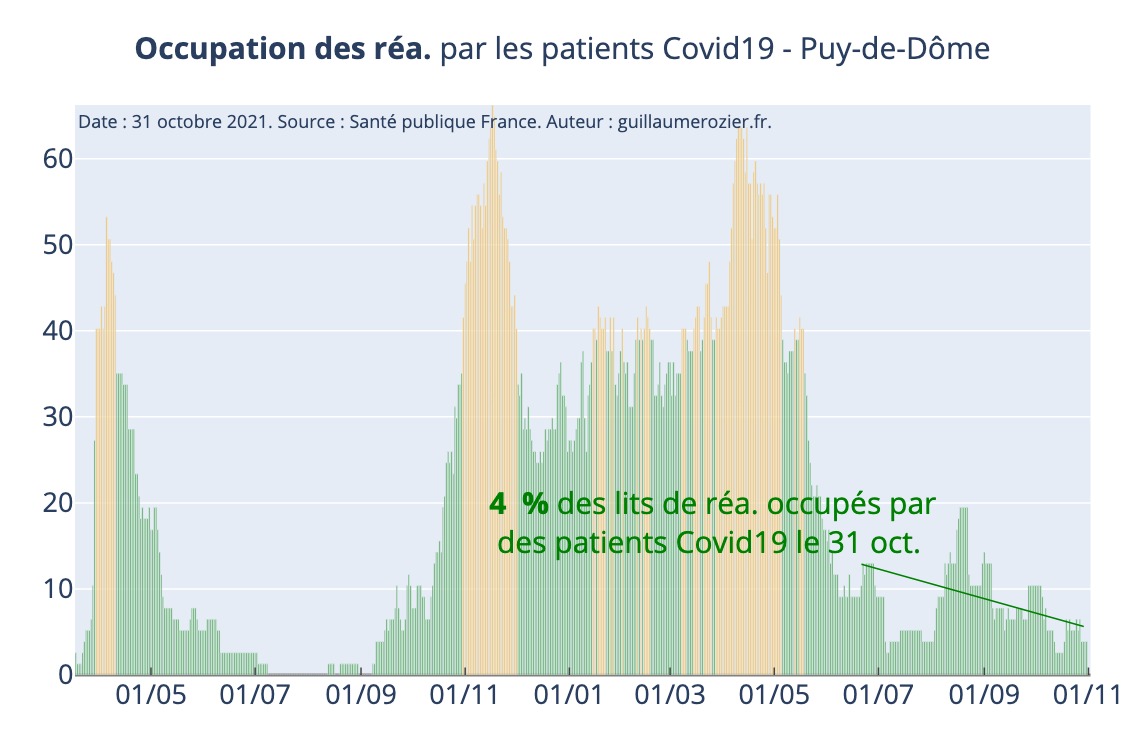 Occupation des réa. par les patients Covid19 - Puy-de-Dôme
Date : 31 octobre 2021. Source : Santé publique France. Auteur : guillaumerozier.fr.
60
50
40
30
20
10
0
4 % des lits de réa. occupés par
des patients Covid19 le 31 oct.
01/05 01/07 01/09 01/11 01/01 01/03 01/05 01/07 01/09 01/11